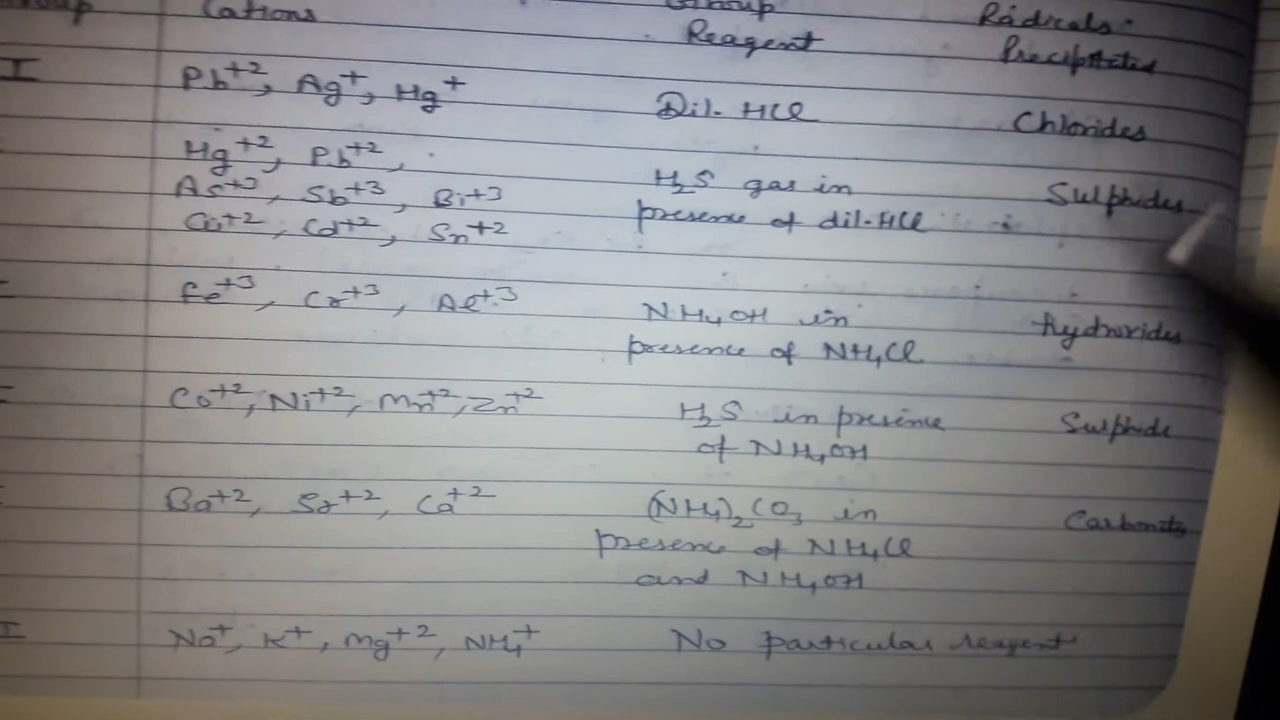 Cations
Reagent
Radicals
Precipitated
I
Pb+2, Ag+, Hg+
Dil. HCl
Chlorides
Hg+2, Pb+2,
As+3, Sb+3, Bi+3
Cu+2, Cd+2, Sn+2
H2S gas in
presence of dil. HCl
Sulphides
Fe+3, Cr+3, Al+3
NH4OH in
presence of NH4Cl
hydroxides
Co+2, Ni+2, Mn+2, Zn+2
H2S in presence
of NH4OH
Sulphide
Ba+2, Sr+2, Ca+2
(NH4)2CO3 in
presence of NH4Cl
and NH4OH
Carbonates
Na+, K+, Mg+2, NH4+
No particular reagent